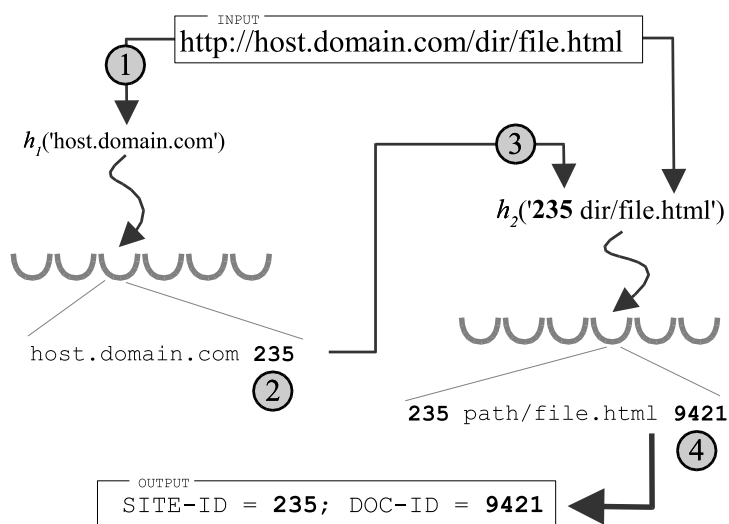 INPUT
http://host.domain.com/dir/file.html
1
h1('host.domain.com')
3
h2('235 dir/file.html')
host.domain.com 235
2
235 path/file.html 9421
4
OUTPUT
SITE-ID = 235; DOC-ID = 9421